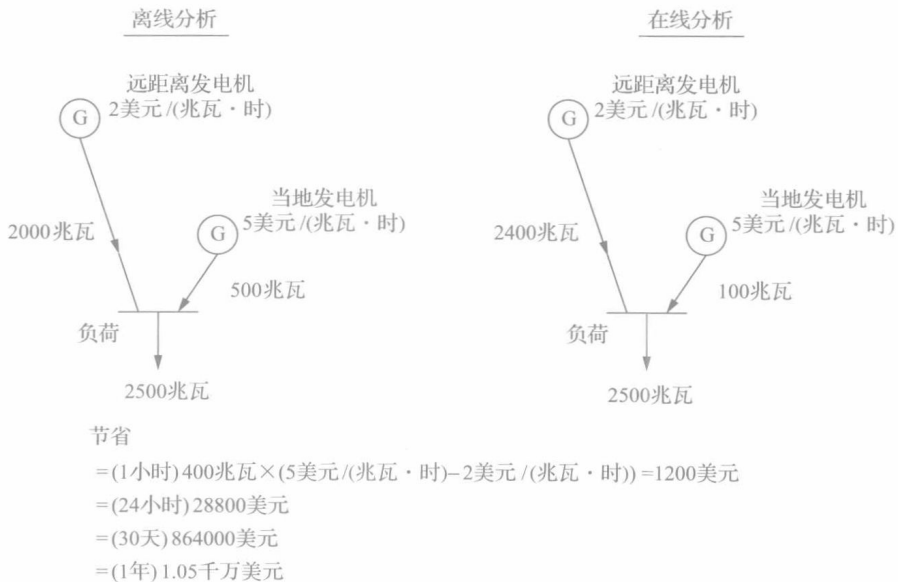 离线分析
远距离发电机
2美元/(兆瓦·时)
G
当地发电机
5美元/(兆瓦·时)
G
2000兆瓦
500兆瓦
负荷
2500兆瓦
在线分析
远距离发电机
2美元/(兆瓦·时)
G
当地发电机
5美元/(兆瓦·时)
G
2400兆瓦
100兆瓦
负荷
2500兆瓦
节省
=(1小时)400兆瓦×(5美元/(兆瓦·时)–2美元/(兆瓦·时))=1200美元
=(24小时)28800美元
=(30天)864000美元
=(1年)1.05千万美元